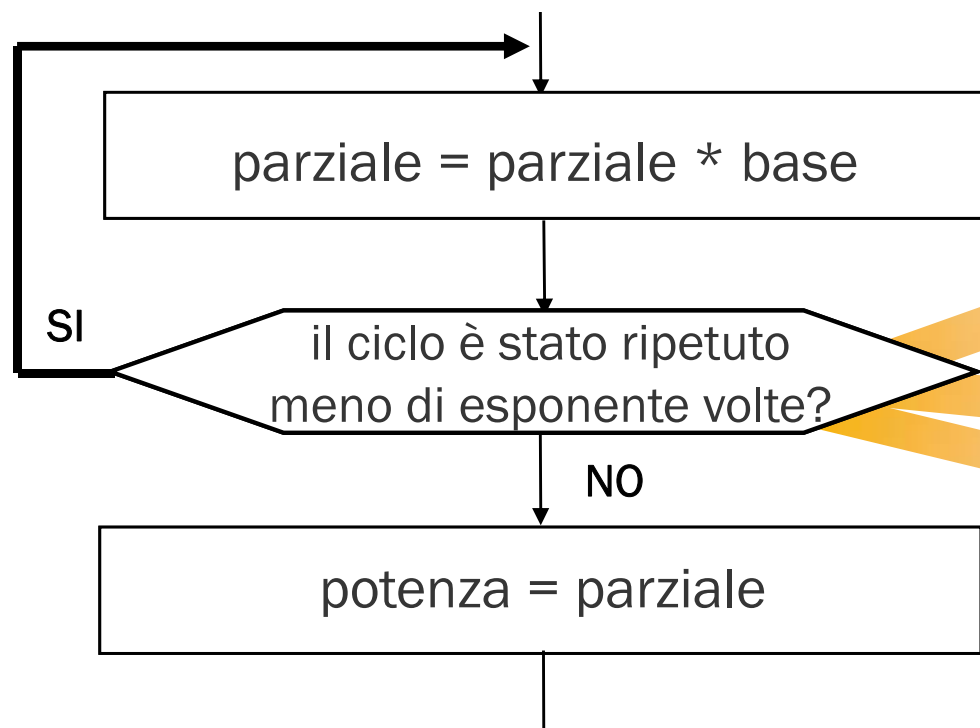 parziale = parziale * base
SI
il ciclo è stato ripetuto
meno di esponente volte?
NO
potenza = parziale